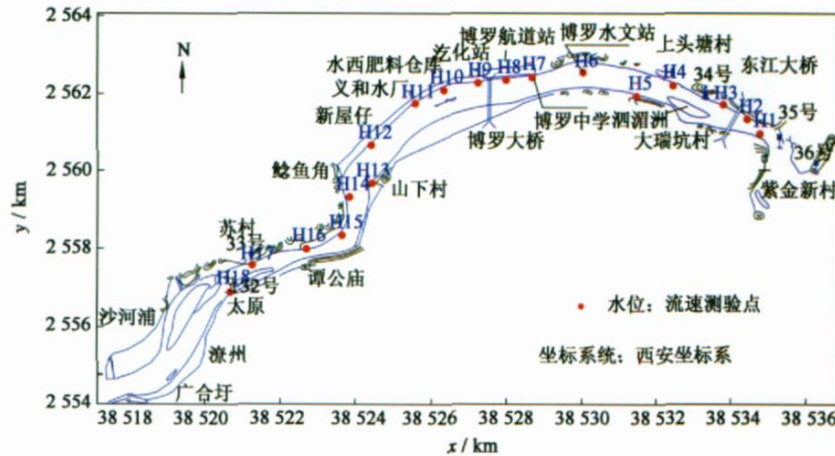 2 564
2 562
2 560
2 558
2 556
2 554
y / km
N
博罗航道站
博罗水文站
上头塘村
东江大桥
水西肥料仓库
讫化站
义和水厂
新屋仔
鲶鱼角
H11
H10
H9
H8
H7
H6
H5
H4
34号
H3
H2
H1
35号
36号
博罗大桥
博罗中学
泗湄洲
大瑞坑村
紫金新村
H12
H13
H14
山下村
H15
H16
苏村
33号
H17
H18
132号
太原
谭公庙
沙河浦
潦州
广合圩
水位：流速测验点
坐标系统：西安坐标系
38 518
38 520
38 522
38 524
38 526
38 528
38 530
38 532
38 534
38 536
x / km